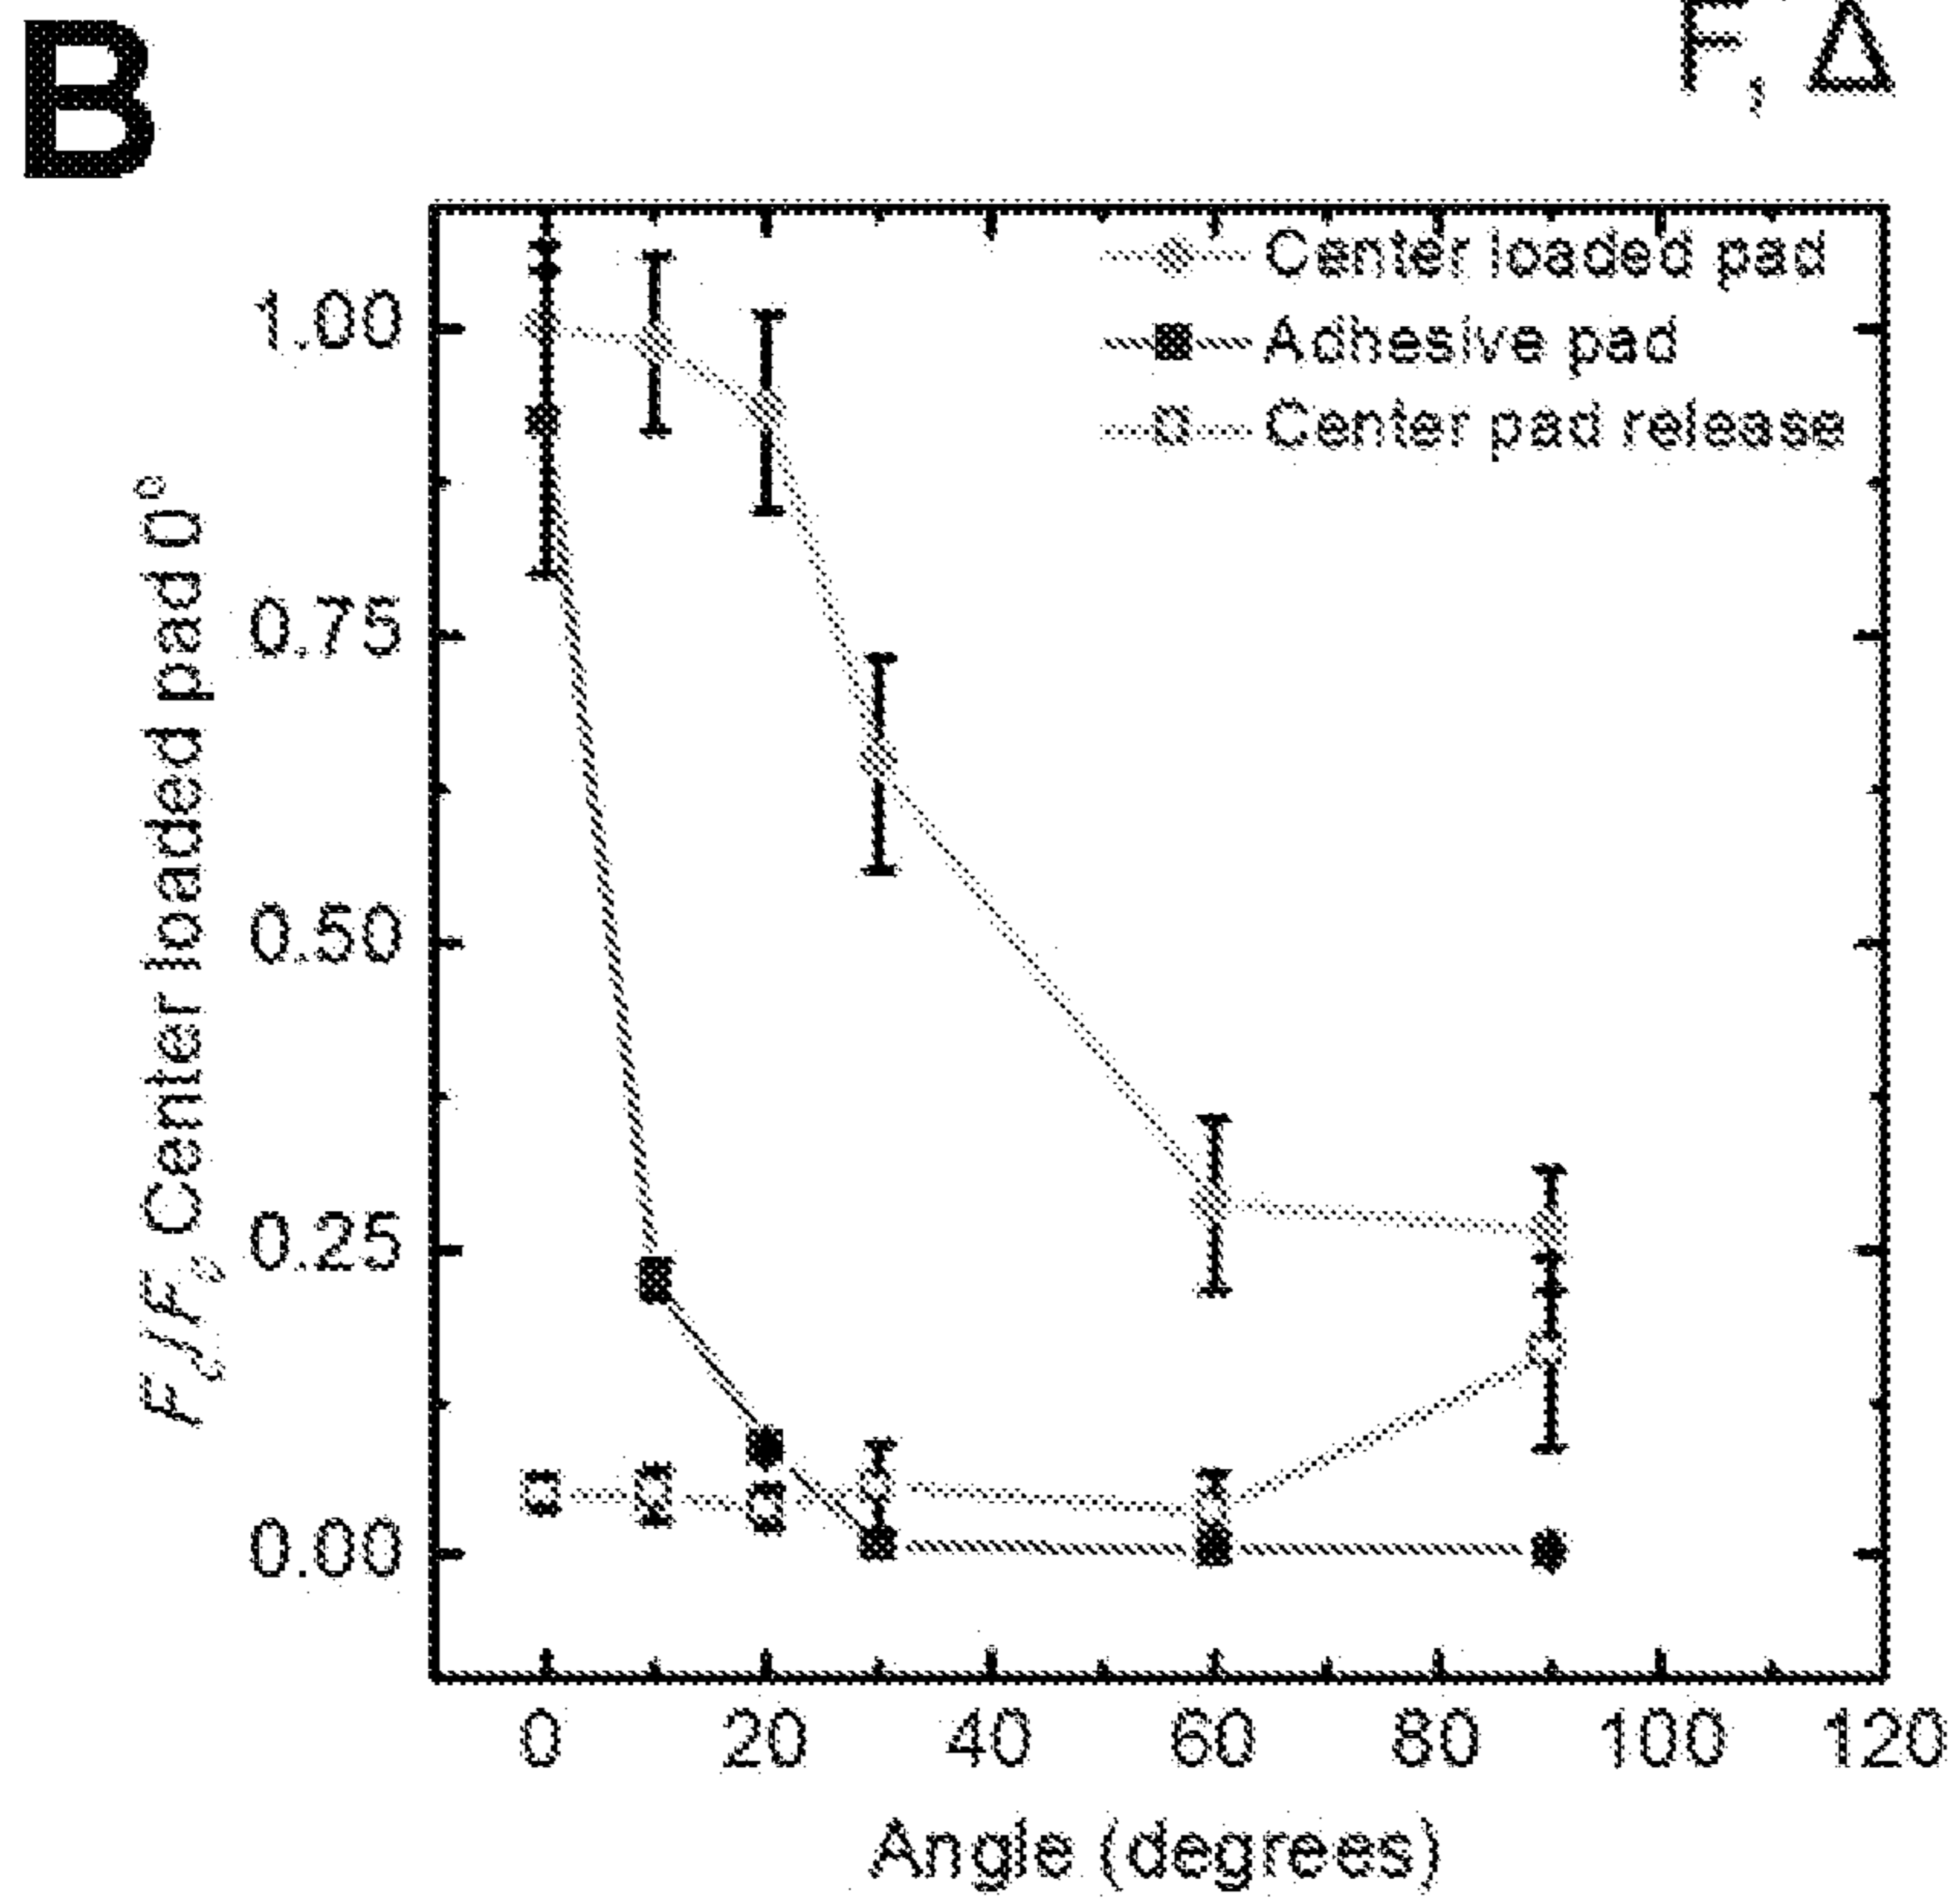 B
F, Δ
Center loaded pad
Adhesive pad
Center pad release
1.00
0.75
0.50
0.25
0.00
Center loaded pad 0°
0 20 40 60 80 100 120
Angle (degrees)